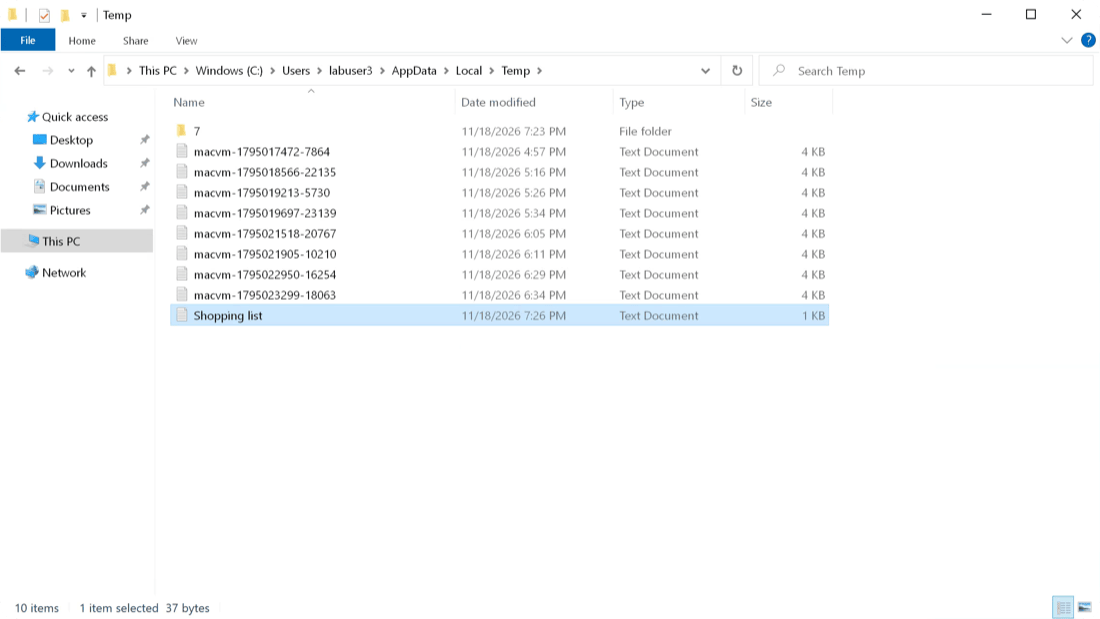 Temp
File Home Share View
This PC Windows (C:) Users labuser3 AppData Local Temp Search Temp
Name Date modified Type Size
Quick access
Desktop
Downloads
Documents
Pictures
This PC
Network
7 11/18/2026 7:23 PM File folder
macvm-1795017472-7864 11/18/2026 4:57 PM Text Document 4 KB
macvm-1795018566-22135 11/18/2026 5:16 PM Text Document 4 KB
macvm-1795019213-5730 11/18/2026 5:26 PM Text Document 4 KB
macvm-1795019697-23139 11/18/2026 5:34 PM Text Document 4 KB
macvm-1795021518-20767 11/18/2026 6:05 PM Text Document 4 KB
macvm-1795021905-10210 11/18/2026 6:11 PM Text Document 4 KB
macvm-1795022950-16254 11/18/2026 6:29 PM Text Document 4 KB
macvm-1795023299-18063 11/18/2026 6:34 PM Text Document 4 KB
Shopping list 11/18/2026 7:26 PM Text Document 1 KB
10 items 1 item selected 37 bytes